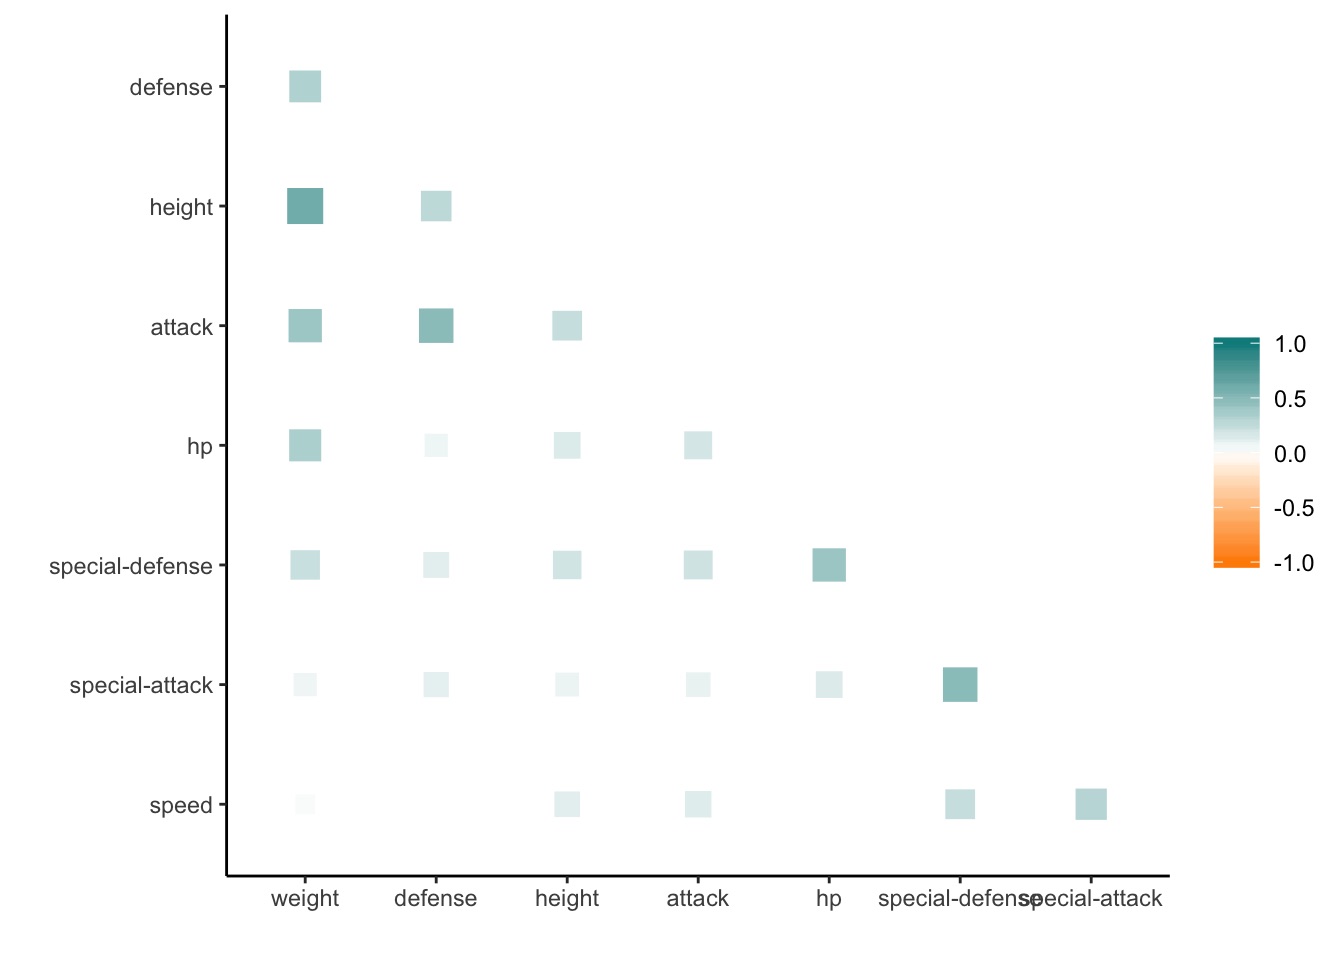 defense
height
attack
hp
special-defense
special-attack
speed
weight
defense
height
attack
hp
special-defense
special-attack
1.0
0.5
0.0
-0.5
-1.0